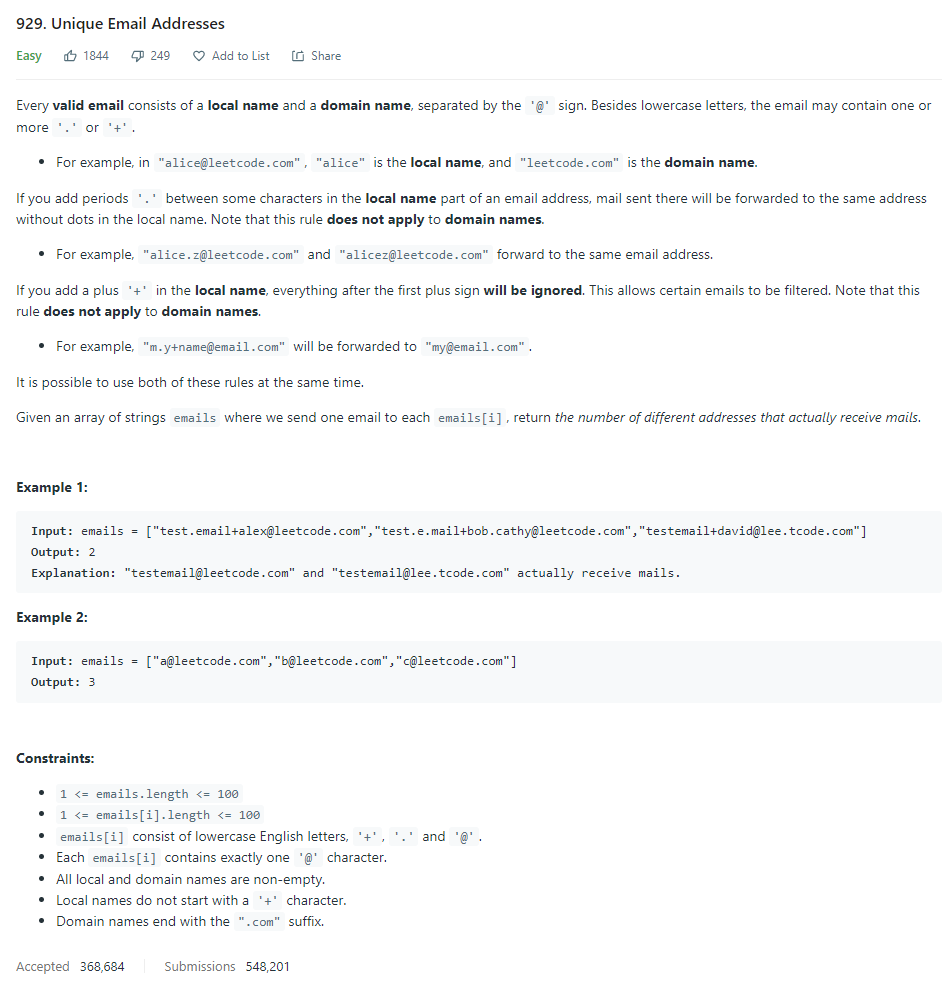 929. Unique Email Addresses
Easy 1844 249 Add to List Share
Every valid email consists of a local name and a domain name, separated by the '@' sign. Besides lowercase letters, the email may contain one or
more '.' or '+'.
• For example, in "alice@leetcode.com", "alice" is the local name, and "leetcode.com" is the domain name.
If you add periods '.' between some characters in the local name part of an email address, mail sent there will be forwarded to the same address
without dots in the local name. Note that this rule does not apply to domain names.
• For example, "alice.z@leetcode.com" and "alicez@leetcode.com" forward to the same email address.
If you add a plus '+' in the local name, everything after the first plus sign will be ignored. This allows certain emails to be filtered. Note that this
rule does not apply to domain names.
• For example, "m.y+name@email.com" will be forwarded to "my@email.com".
It is possible to use both of these rules at the same time.
Given an array of strings emails where we send one email to each emails[i], return the number of different addresses that actually receive mails.
Example 1:
Input: emails = ["test.email+alex@leetcode.com","test.e.mail+bob.cathy@leetcode.com","testemail+david@lee.tcode.com"]
Output: 2
Explanation: "testemail@leetcode.com" and "testemail@lee.tcode.com" actually receive mails.
Example 2:
Input: emails = ["a@leetcode.com","b@leetcode.com","c@leetcode.com"]
Output: 3
Constraints:
• 1 <= emails.length <= 100
• 1 <= emails[i].length <= 100
• emails[i] consist of lowercase English letters, '+', '.' and '@'.
• Each emails[i] contains exactly one '@' character.
• All local and domain names are non-empty.
• Local names do not start with a '+' character.
• Domain names end with the ".com" suffix.
Accepted 368,684 Submissions 548,201